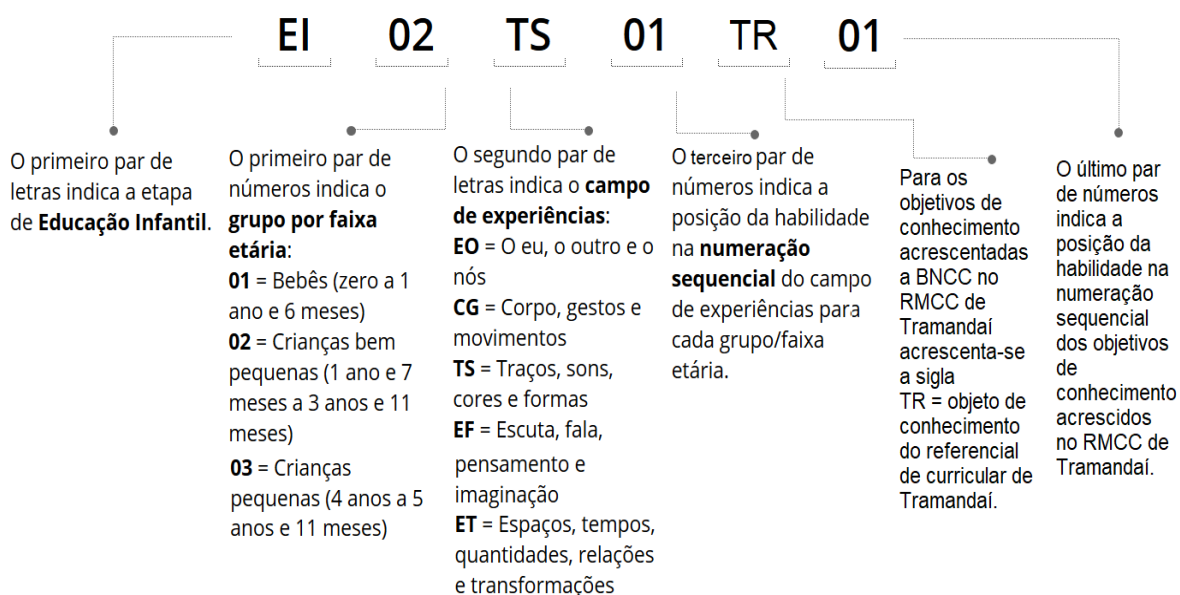 EI 02 TS 01 TR 01
O primeiro par de
letras indica a etapa
de Educação Infantil.
O primeiro par de
números indica o
grupo por faixa
etária:
01 = Bebês (zero a 1
ano e 6 meses)
02 = Crianças bem
pequenas (1 ano e 7
meses a 3 anos e 11
meses)
03 = Crianças
pequenas (4 anos a 5
anos e 11 meses)
O segundo par de
letras indica o campo
de experiências:
EO = O eu, o outro e o
nós
CG = Corpo, gestos e
movimentos
TS = Traços, sons,
cores e formas
EF = Escuta, fala,
pensamento e
imaginação
ET = Espaços, tempos,
quantidades, relações
e transformações
O terceiro par de
números indica a
posição da habilidade
na numeração
sequencial do campo
de experiências para
cada grupo/faixa
etária.
Para os
objetivos de
conhecimento
acrescentadas
a BNCC no
RMCC de
Tramandaí
acrescenta-se
a sigla
TR = objeto de
conhecimento
do referencial
de curricular de
Tramandaí.
O último par
de números
indica a
posição da
habilidade na
numeração
sequencial
dos objetivos
de
conhecimento
acrescidos
no RMCC de
Tramandaí.